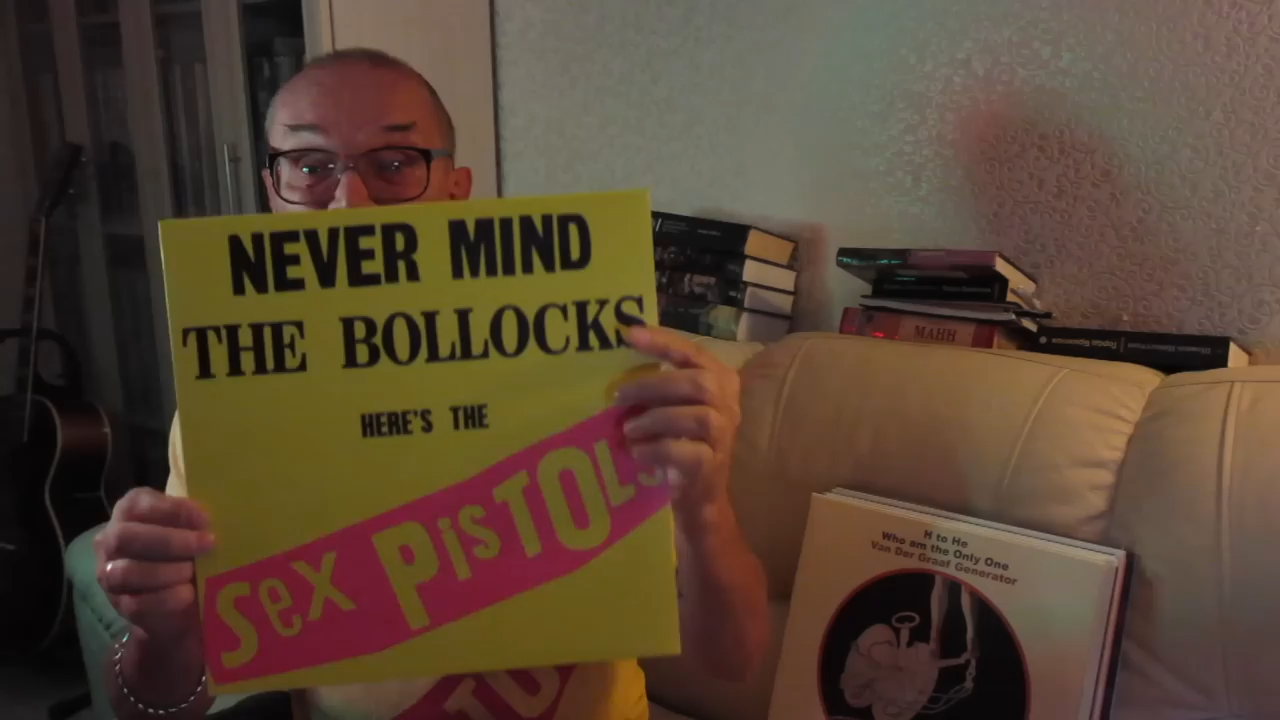 NEVER MIND
THE BOLLOCKS
HERE'S THE
SEX PiSTOLS
МАНН
H to He
Who am the Only One
Van Der Graaf Generator